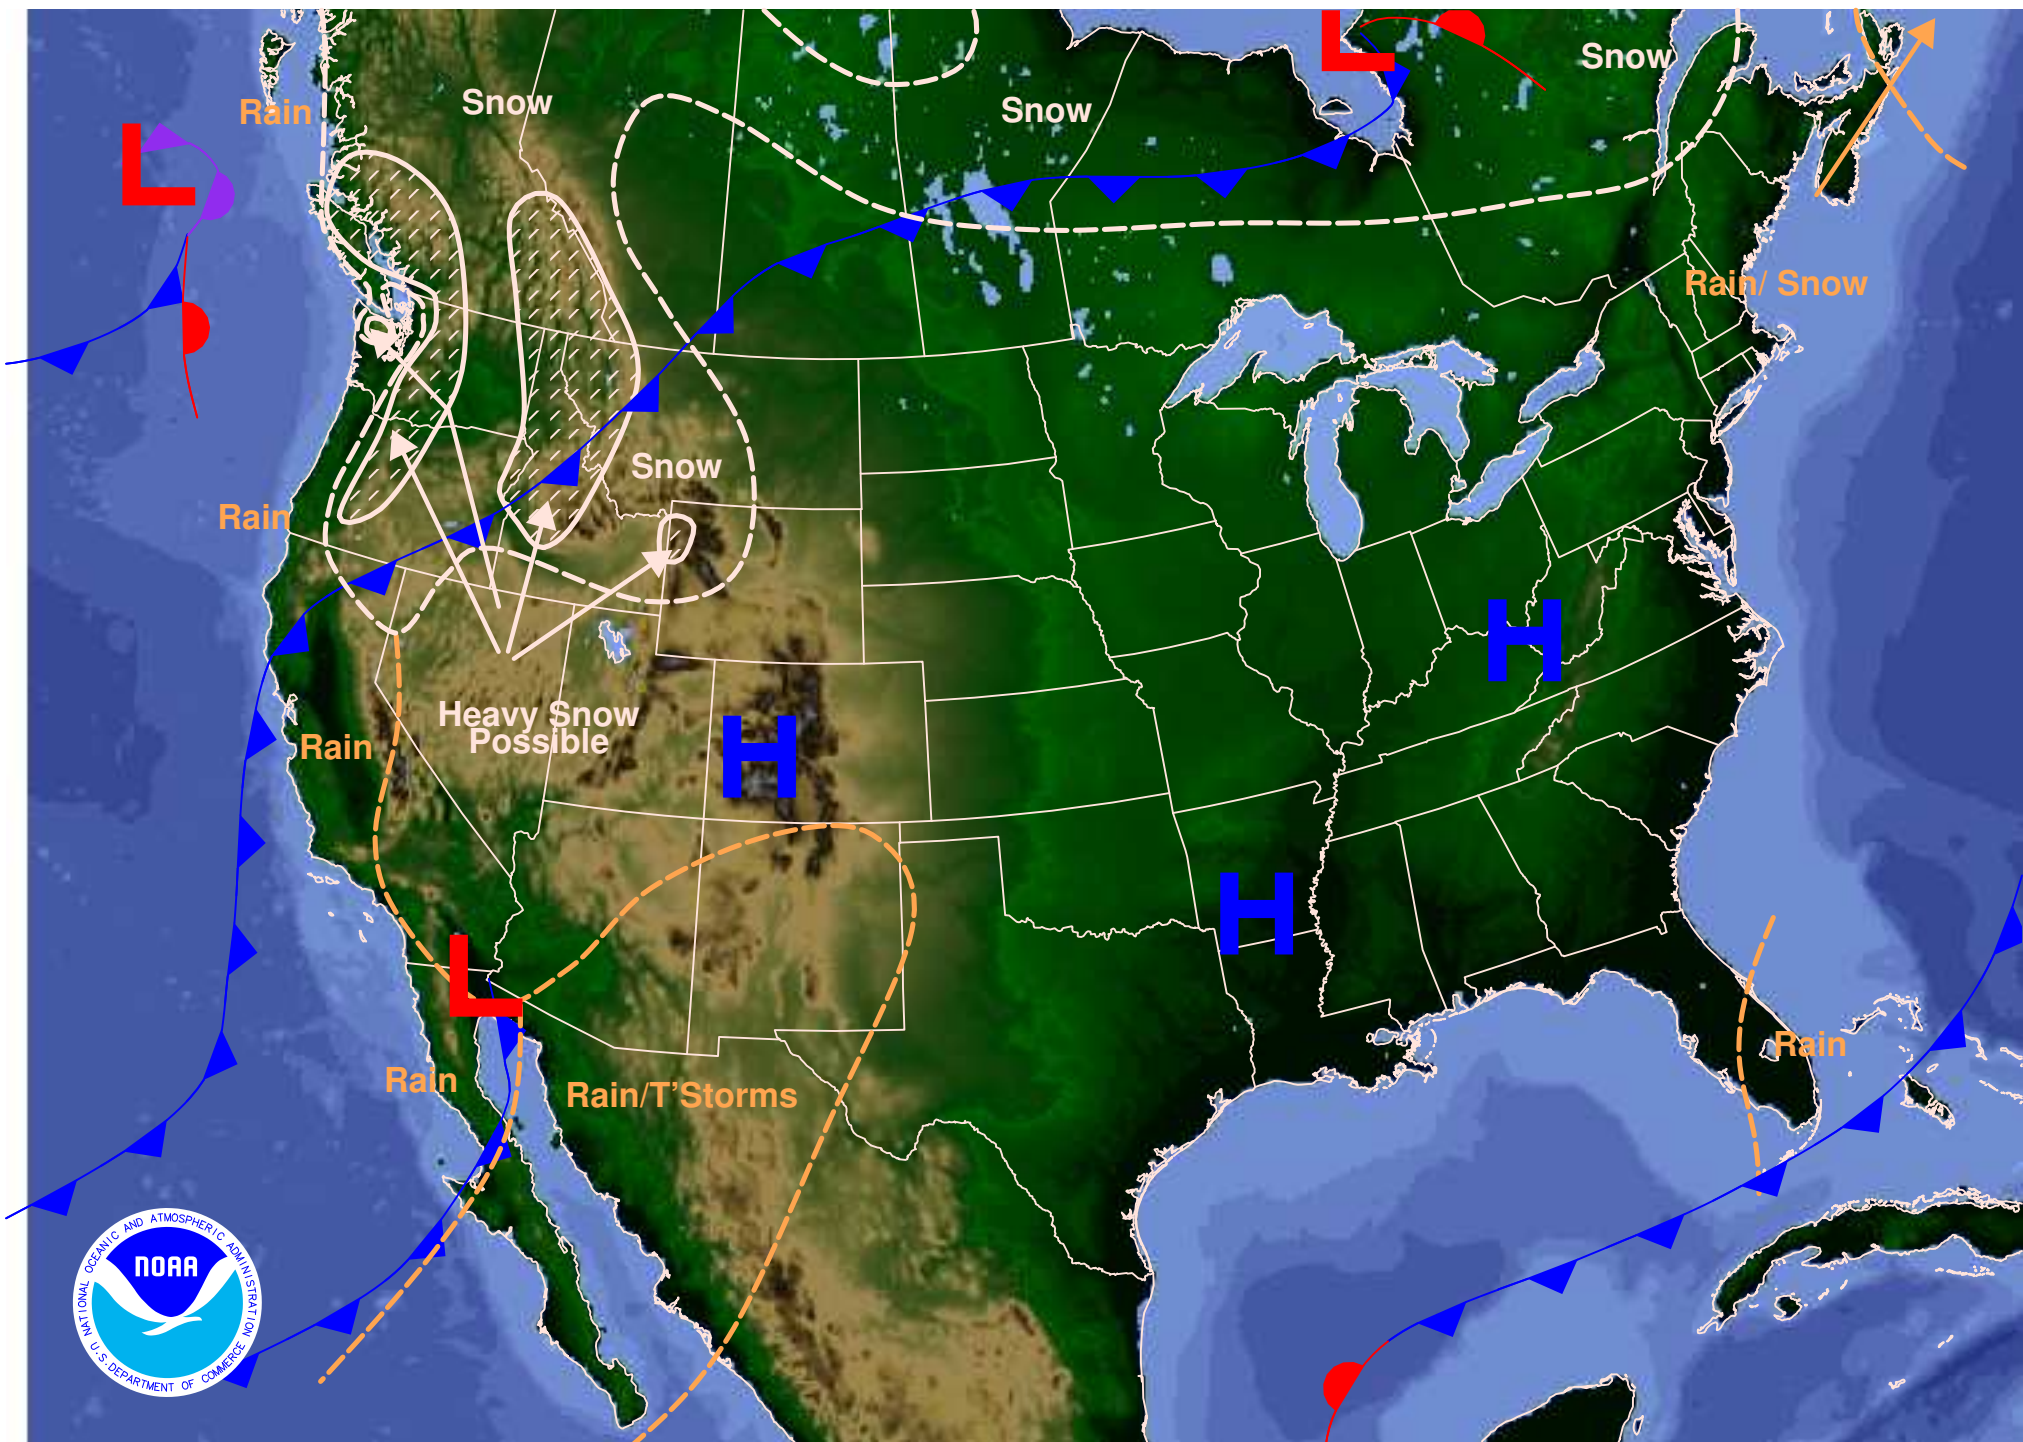 Snow
Rain
Snow
Snow
L
L
Rain/ Snow
Snow
Rain
H
Heavy Snow
Possible
Rain
H
H
L
Rain
Rain
Rain/T'Storms
NATIONAL OCEANIC AND ATMOSPHERIC ADMINISTRATION
NOAA
U.S. DEPARTMENT OF COMMERCE